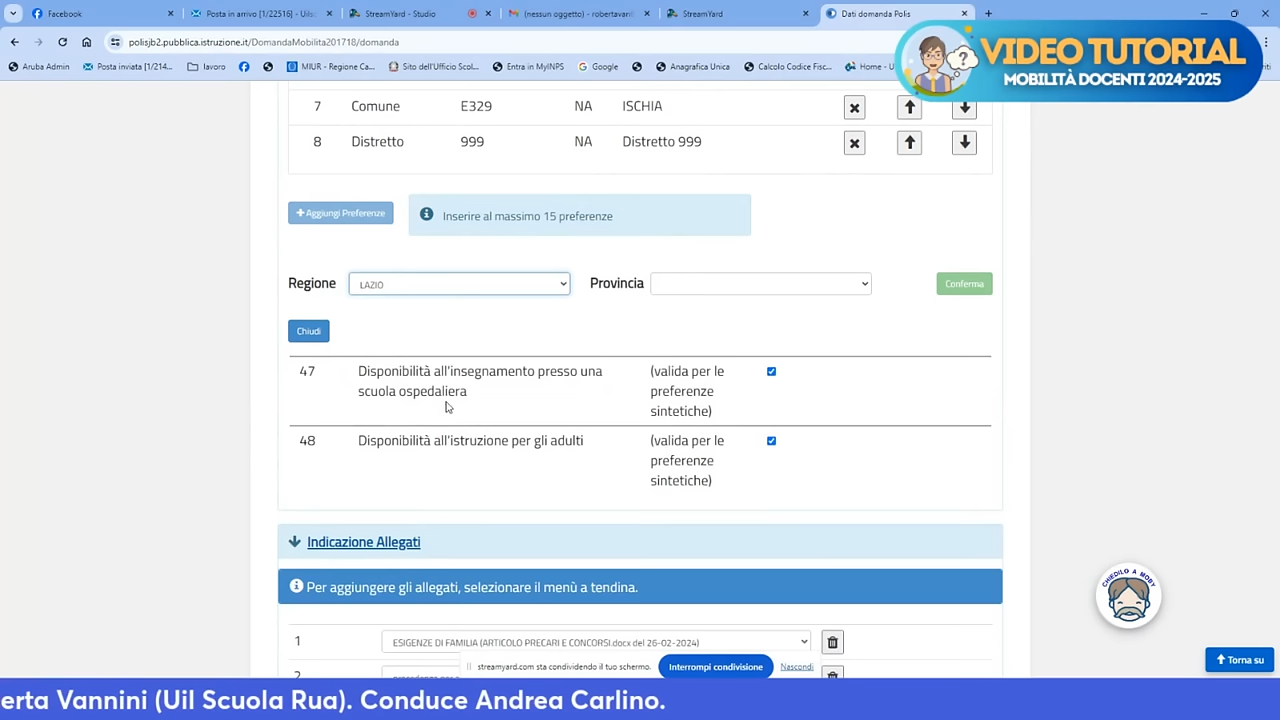 Facebook
Posta in arrivo [1/22516] - Uils
StreamYard - Studio
(nessun oggetto) - robertavaril
StreamYard
Dati domanda Polis
polisjb2.pubblica.istruzione.it/DomandaMobilita201718/domanda
Aruba Admin
Posta inviata [1/214...
lavoro
MIUR - Regione Ca...
Sito dell'Ufficio Scol...
Entra in MyINPS
Google
Anagrafica Unica
Calcolo Codice Fisc...
Home - U
VIDEO TUTORIAL
MOBILITÀ DOCENTI 2024-2025
7 Comune E329 NA ISCHIA
8 Distretto 999 NA Distretto 999
Aggiungi Preferenze
Inserire al massimo 15 preferenze
Regione LAZIO Provincia Conferma
Chiudi
47 Disponibilità all'insegnamento presso una (valida per le
scuola ospedaliera preferenze
sintetiche)
48 Disponibilità all'istruzione per gli adulti (valida per le
preferenze
sintetiche)
Indicazione Allegati
Per aggiungere gli allegati, selezionare il menù a tendina.
CHIEDILO A MOBY
1 ESIGENZE DI FAMILIA (ARTICOLO PRECARI E CONCORSI.docx del 26-02-2024)
2
streamyard.com sta condividendo il tuo schermo. Interrompi condivisione Nascondi
Torna su
erta Vannini (Uil Scuola Rua). Conduce Andrea Carlino.